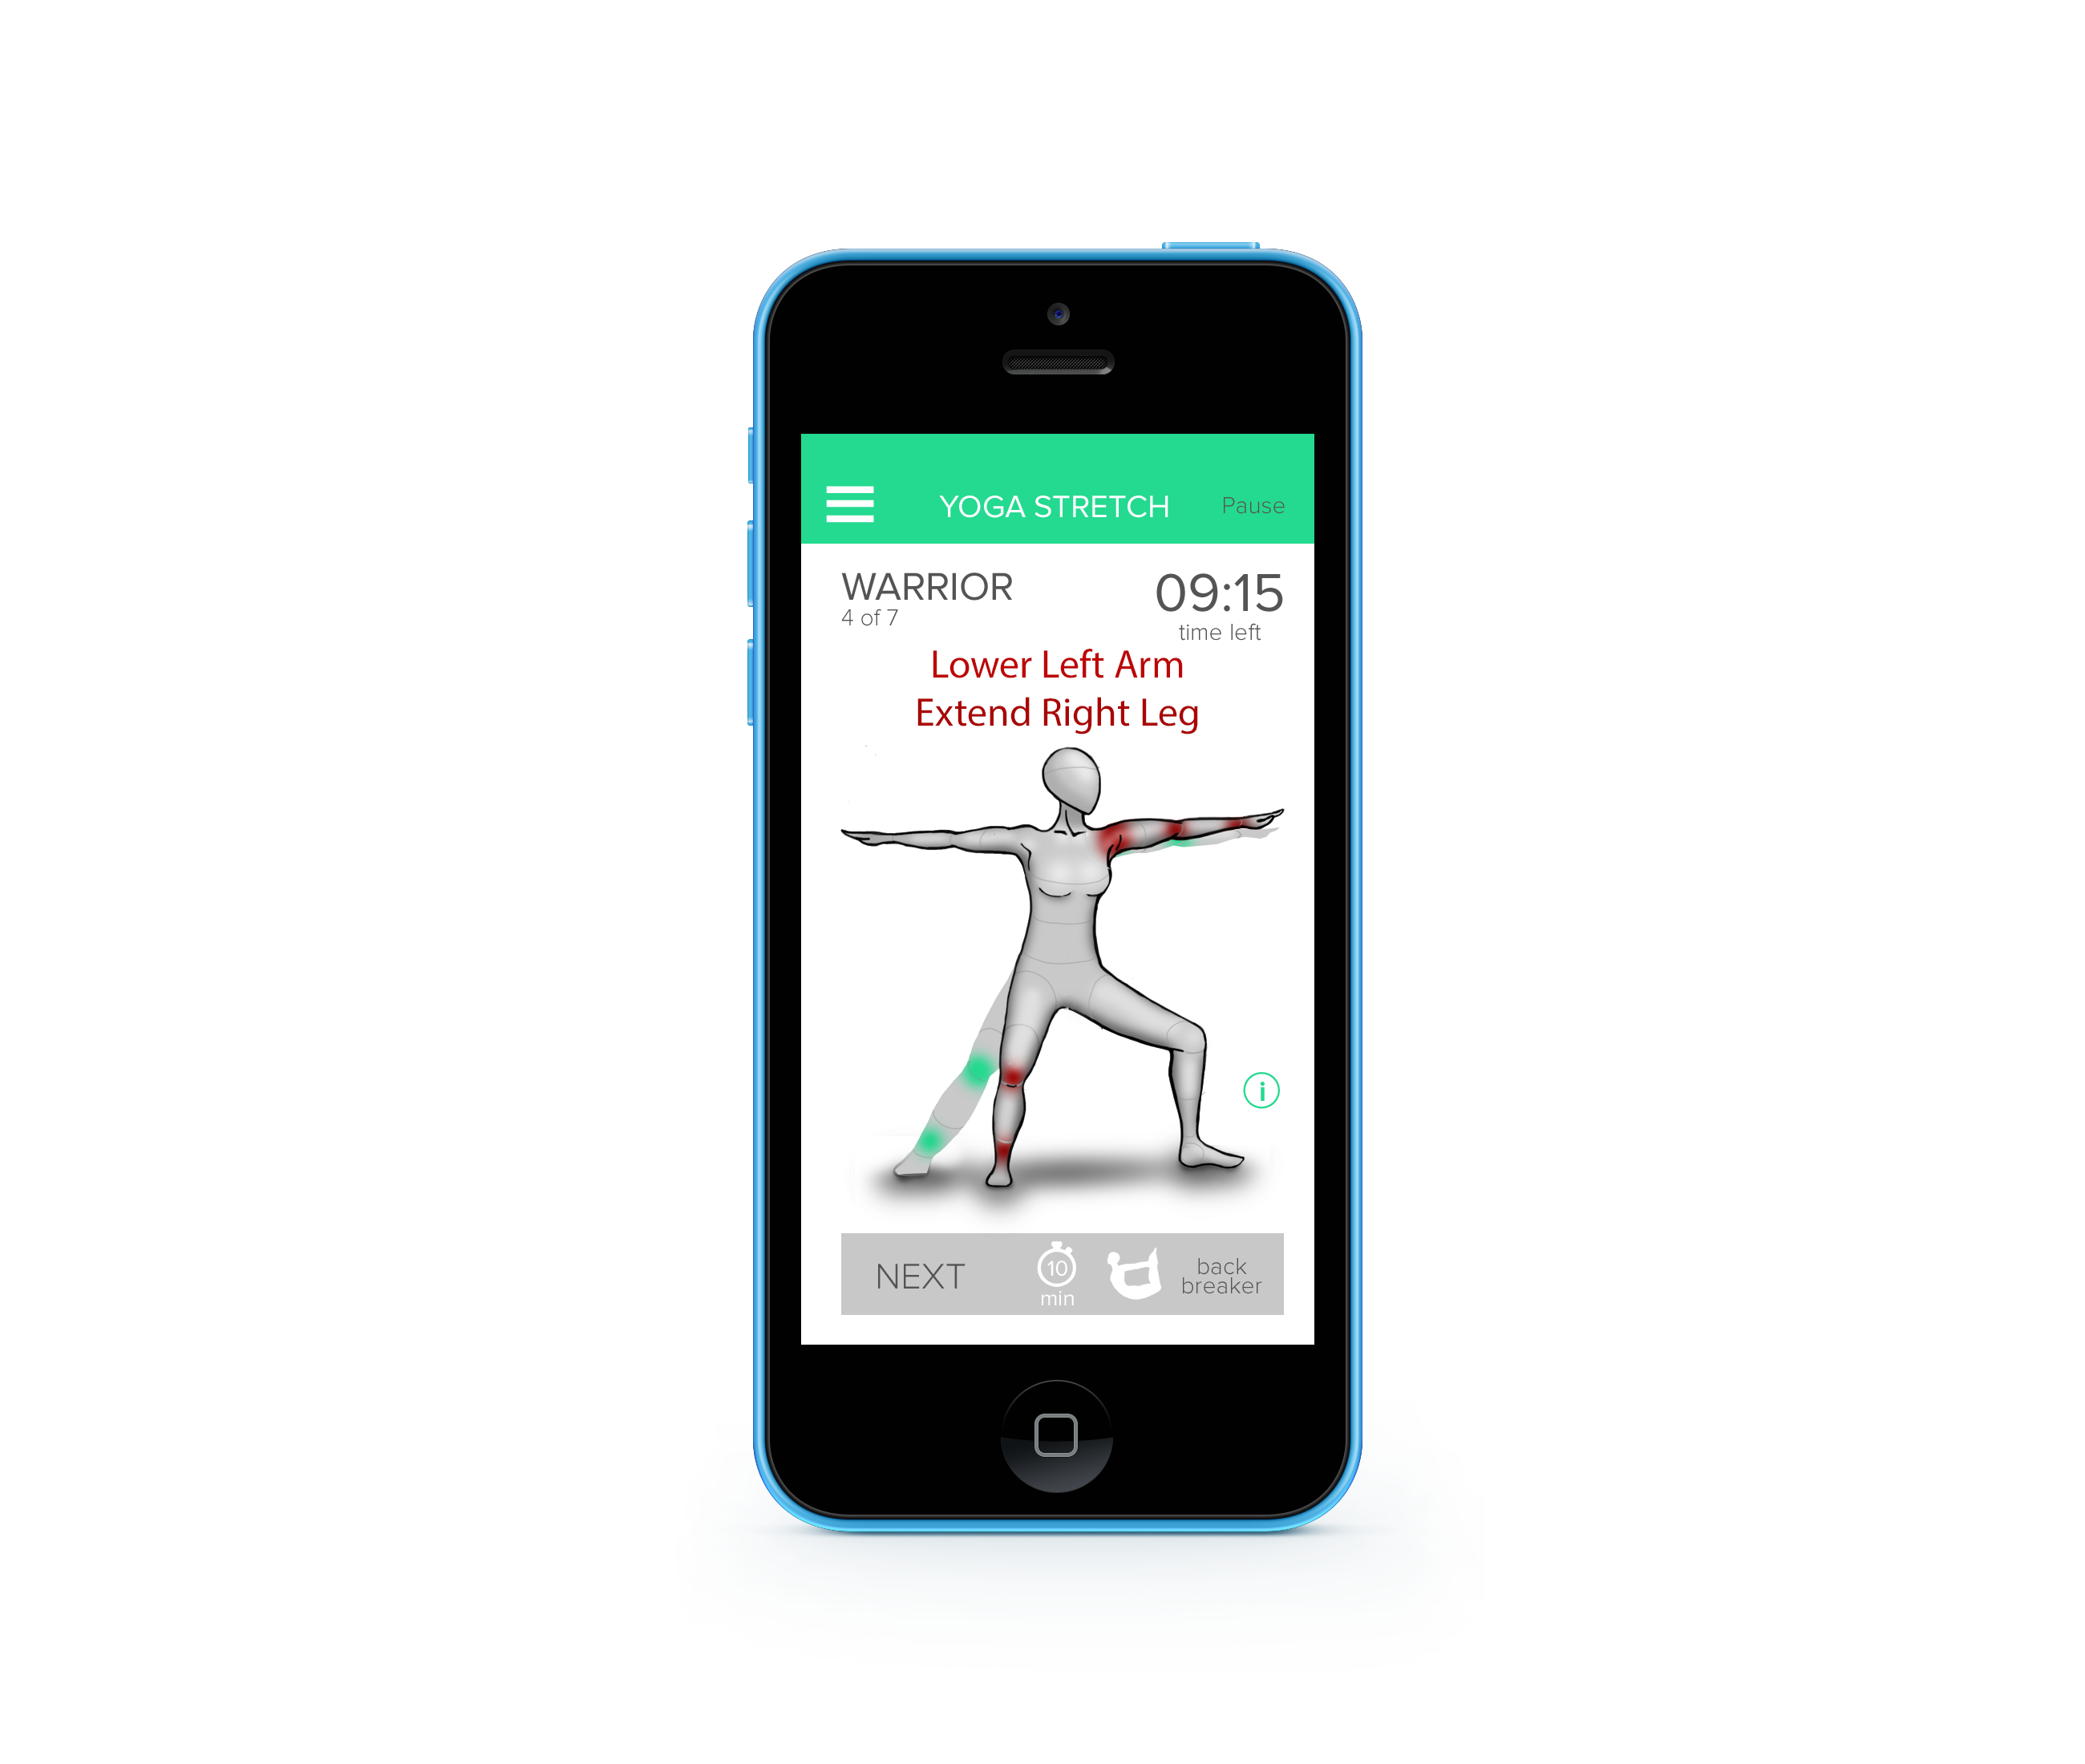 YOGA STRETCH
Pause
WARRIOR
4 of 7
09:15
time left
Lower Left Arm
Extend Right Leg
i
NEXT
10
min
back
breaker